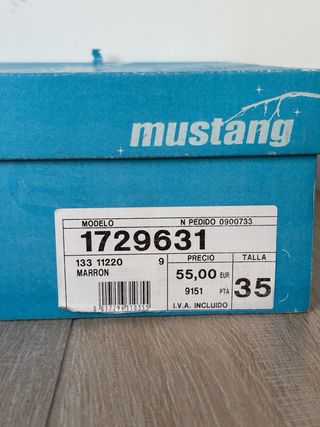 mustang
MODELO N PEDIDO 0900733
1729631
133 11220 9
MARRON
PRECIO TALLA
55,00 EUR
9151 PTA
35
I.V.A. INCLUIDO